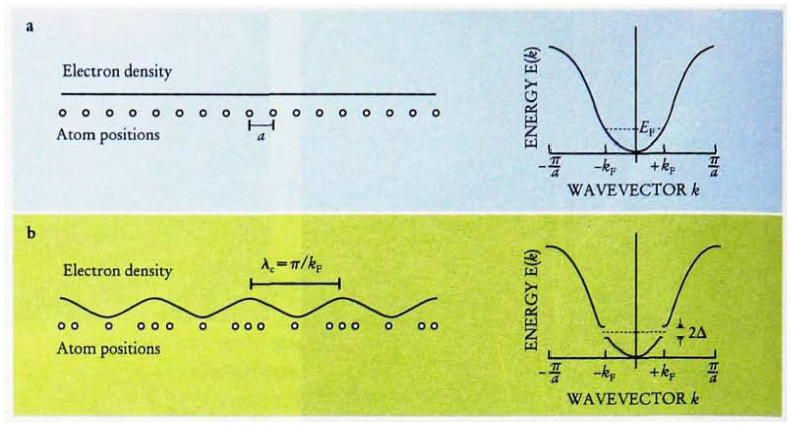 a
Electron density
Atom positions
a
ENERGY E(k)
E_F
-π/a
-k_F
+k_F
π/a
WAVEVECTOR k
b
Electron density
λ_c = π/k_F
Atom positions
ENERGY E(k)
2Δ
-π/a
-k_F
+k_F
π/a
WAVEVECTOR k